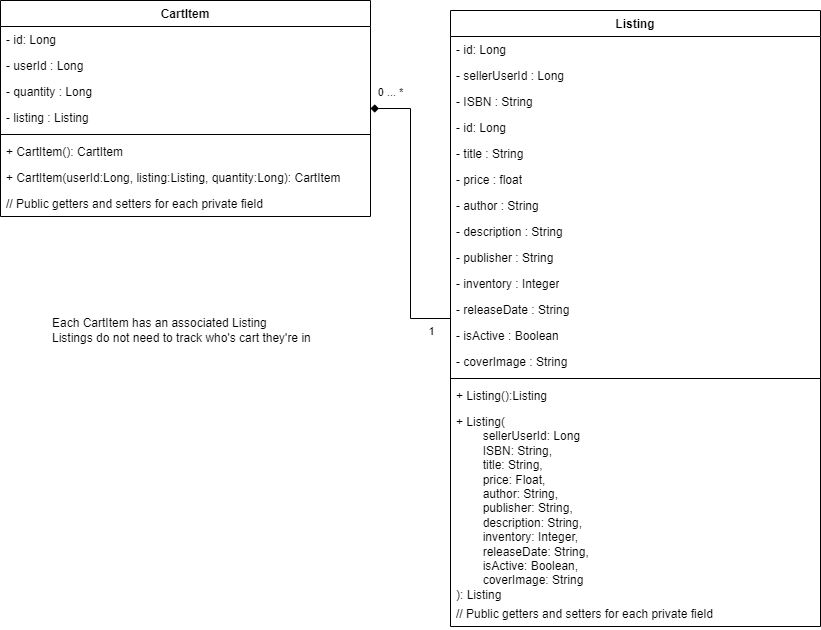 CartItem
- id: Long
- userId : Long
- quantity : Long
- listing : Listing
+ CartItem(): CartItem
+ CartItem(userId:Long, listing:Listing, quantity:Long): CartItem
// Public getters and setters for each private field
0 ... *
1
Each CartItem has an associated Listing
Listings do not need to track who's cart they're in
Listing
- id: Long
- sellerUserId : Long
- ISBN : String
- id: Long
- title : String
- price : float
- author : String
- description : String
- publisher : String
- inventory : Integer
- releaseDate : String
- isActive : Boolean
- coverImage : String
+ Listing():Listing
+ Listing(
sellerUserId: Long
ISBN: String,
title: String,
price: Float,
author: String,
publisher: String,
description: String,
inventory: Integer,
releaseDate: String,
isActive: Boolean,
coverImage: String
): Listing
// Public getters and setters for each private field